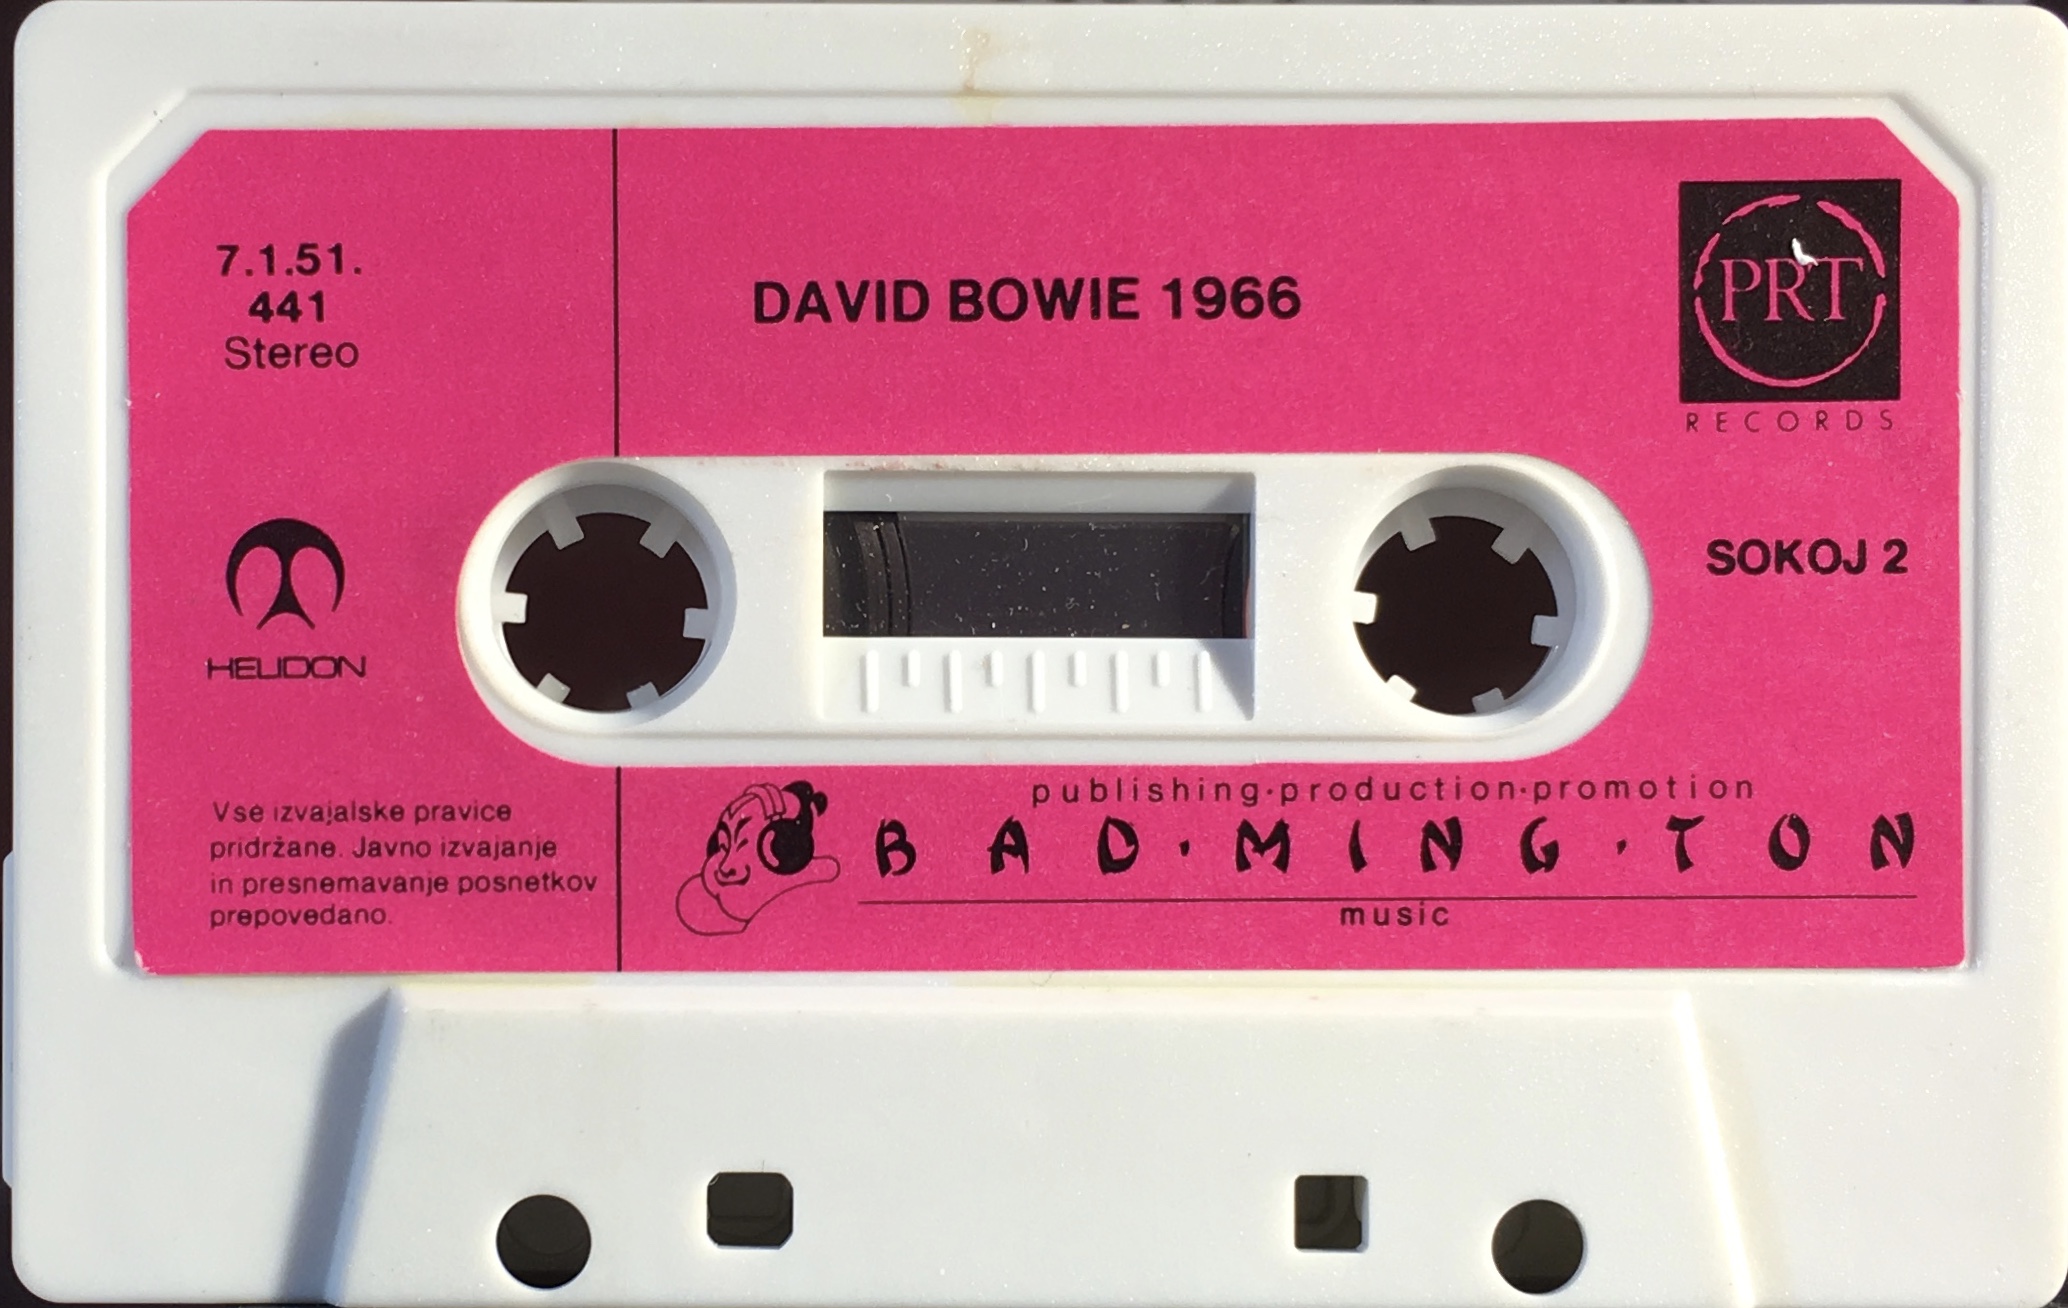 7.1.51.
441
Stereo
DAVID BOWIE 1966
PRT
RECORDS
HELIDON
SOKOJ 2
Vse izvajalske pravice
pridržane. Javno izvajanje
in presnemavanje posnetkov
prepovedano.
publishing·production·promotion
BAD·MING·TON
music